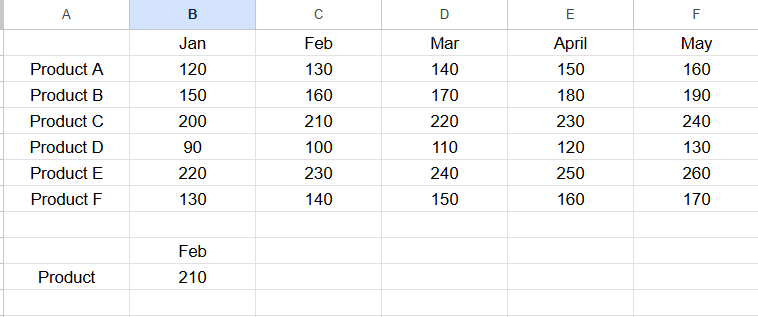 A B C D E F
Jan Feb Mar April May
Product A 120 130 140 150 160
Product B 150 160 170 180 190
Product C 200 210 220 230 240
Product D 90 100 110 120 130
Product E 220 230 240 250 260
Product F 130 140 150 160 170
Feb
Product 210